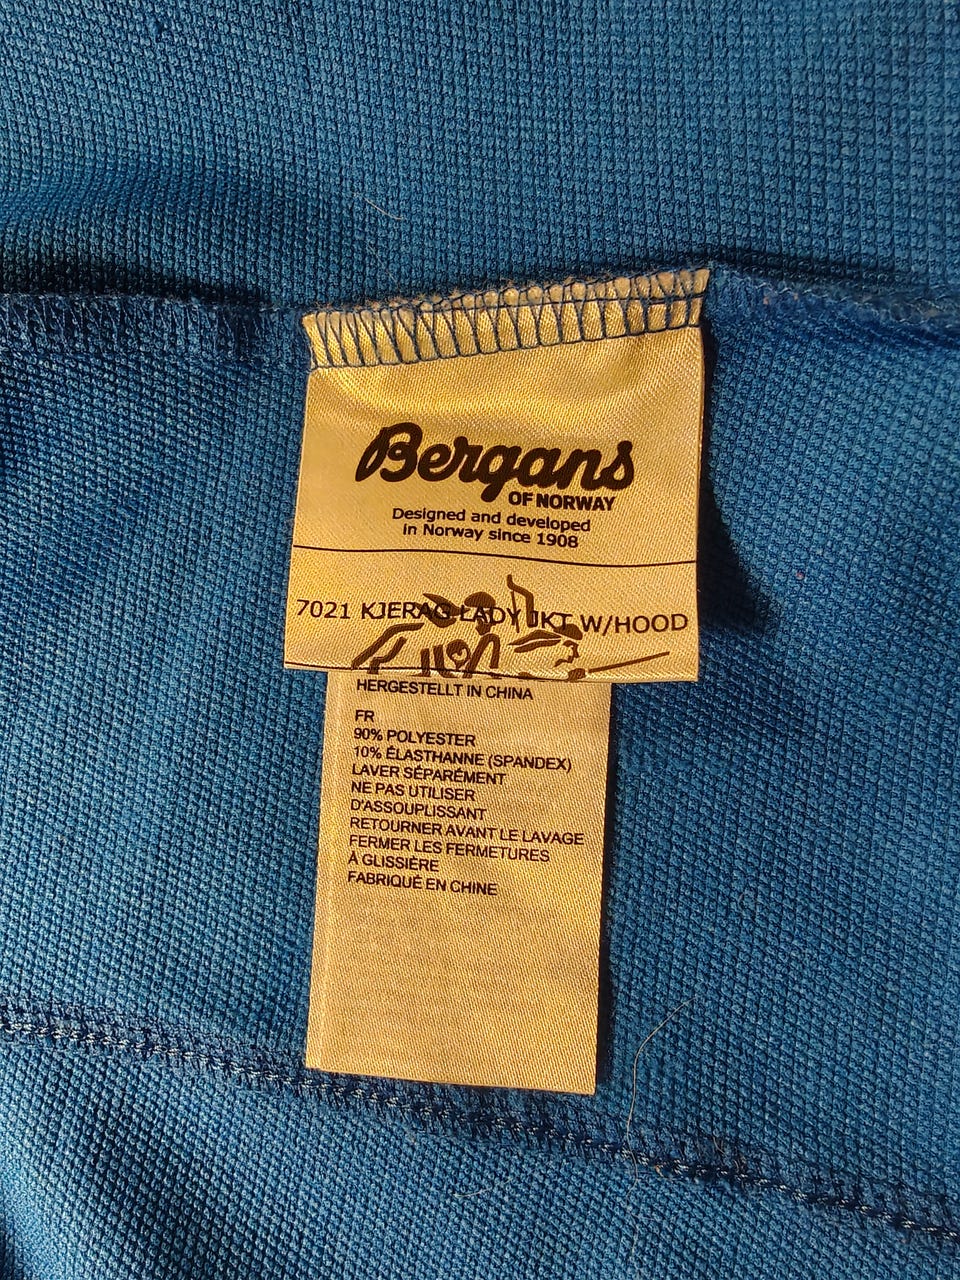 Bergans
OF NORWAY
Designed and developed
in Norway since 1908
7021 KJERAG LADY JKT W/HOOD
HERGESTELLT IN CHINA
FR
90% POLYESTER
10% ÉLASTHANNE (SPANDEX)
LAVER SÉPARÉMENT
NE PAS UTILISER
D'ASSOUPLISSANT
RETOURNER AVANT LE LAVAGE
FERMER LES FERMETURES
À GLISSIÈRE
FABRIQUÉ EN CHINE